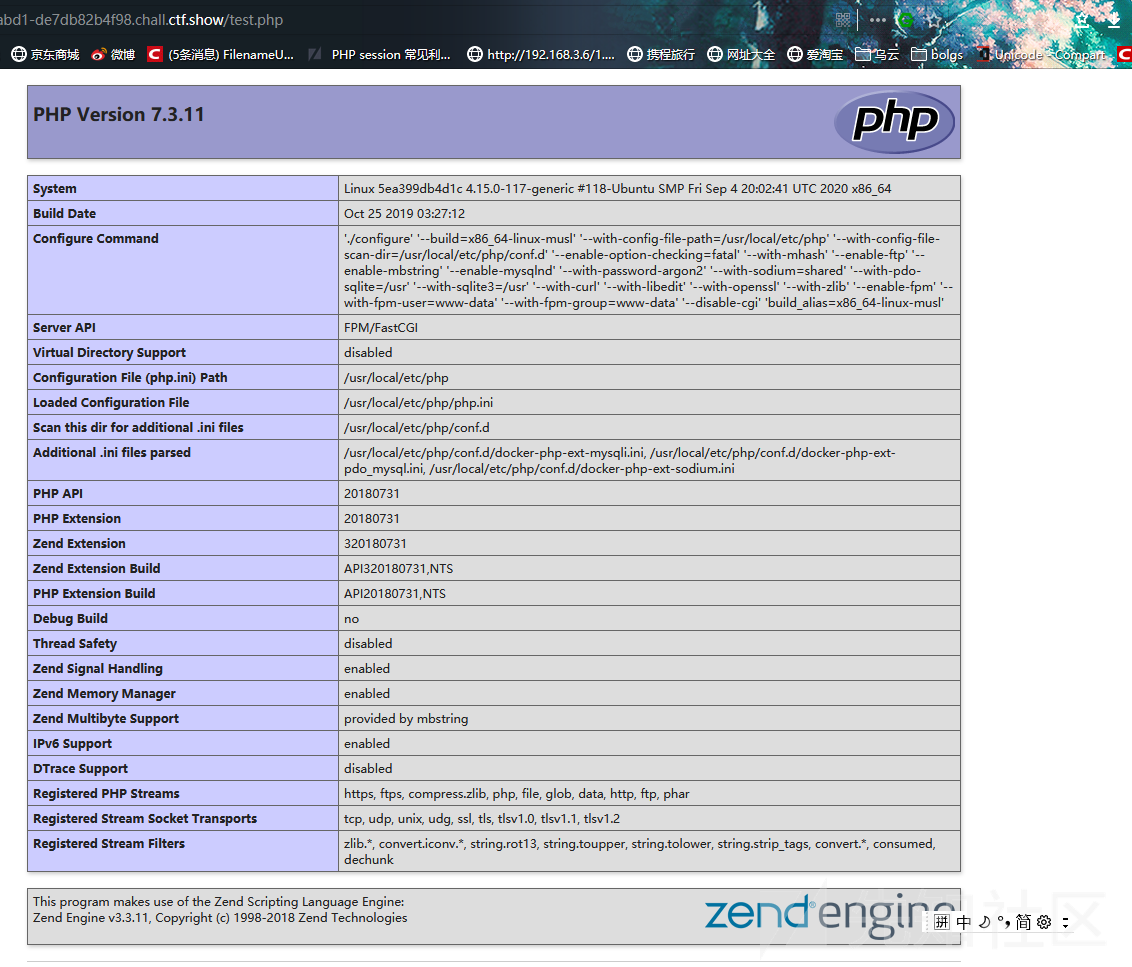 abd1-de7db82b4f98.chall.ctf.show/test.php
京东商城 微博 (5条消息) FilenameU... PHP session 常见利... http://192.168.3.6/1.... 携程旅行 网址大全 爱淘宝 乌云 bolgs Unicode - Compart
PHP Version 7.3.11
php
System Linux 5ea399db4d1c 4.15.0-117-generic #118-Ubuntu SMP Fri Sep 4 20:02:41 UTC 2020 x86_64
Build Date Oct 25 2019 03:27:12
Configure Command './configure' '--build=x86_64-linux-musl' '--with-config-file-path=/usr/local/etc/php' '--with-config-file-
scan-dir=/usr/local/etc/php/conf.d' '--enable-option-checking=fatal' '--with-mhash' '--enable-ftp' '--
enable-mbstring' '--enable-mysqlnd' '--with-password-argon2' '--with-sodium=shared' '--with-pdo-
sqlite=/usr' '--with-sqlite3=/usr' '--with-curl' '--with-libedit' '--with-openssl' '--with-zlib' '--enable-fpm' '--
with-fpm-user=www-data' '--with-fpm-group=www-data' '--disable-cgi' 'build_alias=x86_64-linux-musl'
Server API FPM/FastCGI
Virtual Directory Support disabled
Configuration File (php.ini) Path /usr/local/etc/php
Loaded Configuration File /usr/local/etc/php/php.ini
Scan this dir for additional .ini files /usr/local/etc/php/conf.d
Additional .ini files parsed /usr/local/etc/php/conf.d/docker-php-ext-mysqli.ini, /usr/local/etc/php/conf.d/docker-php-ext-
pdo_mysql.ini, /usr/local/etc/php/conf.d/docker-php-ext-sodium.ini
PHP API 20180731
PHP Extension 20180731
Zend Extension 320180731
Zend Extension Build API320180731,NTS
PHP Extension Build API20180731,NTS
Debug Build no
Thread Safety disabled
Zend Signal Handling enabled
Zend Memory Manager enabled
Zend Multibyte Support provided by mbstring
IPv6 Support enabled
DTrace Support disabled
Registered PHP Streams https, ftps, compress.zlib, php, file, glob, data, http, ftp, phar
Registered Stream Socket Transports tcp, udp, unix, udg, ssl, tls, tlsv1.0, tlsv1.1, tlsv1.2
Registered Stream Filters zlib.*, convert.iconv.*, string.rot13, string.toupper, string.tolower, string.strip_tags, convert.*, consumed,
dechunk
This program makes use of the Zend Scripting Language Engine:
Zend Engine v3.3.11, Copyright (c) 1998-2018 Zend Technologies
zend engine
拼 中 简
社区